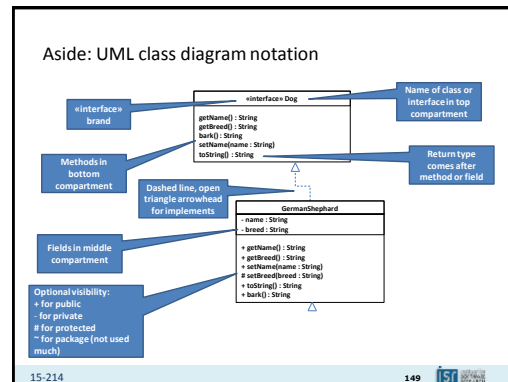 Aside: UML class diagram notation
«interface»
brand
«interface» Dog
Name of class or
interface in top
compartment
getName() : String
getBreed() : String
bark() : String
setName(name : String)
toString() : String
Methods in
bottom
compartment
Return type
comes after
method or field
Dashed line, open
triangle arrowhead
for implements
GermanShephard
- name : String
- breed : String
Fields in middle
compartment
+ getName() : String
+ getBreed() : String
+ setName(name : String)
# setBreed(breed : String)
+ toString() : String
+ bark() : String
Optional visibility:
+ for public
- for private
# for protected
~ for package (not used
much)
15-214
149
isr
institute for
SOFTWARE
RESEARCH